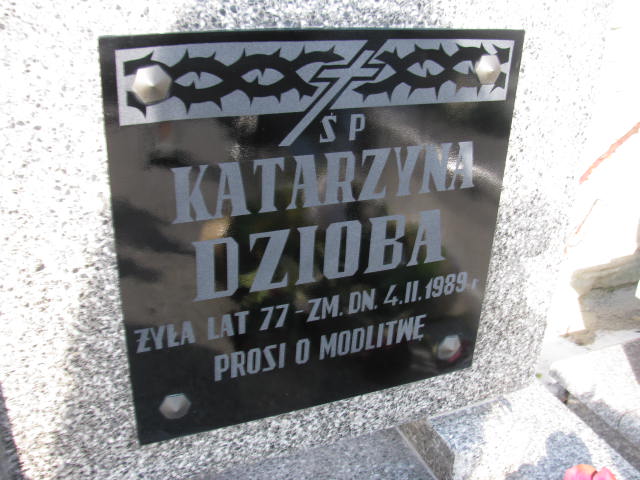 ŚP
KATARZYNA
DZIOBA
ŻYŁA LAT 77 - ZM. DN. 4.II.1989 r.
PROSI O MODLITWĘ